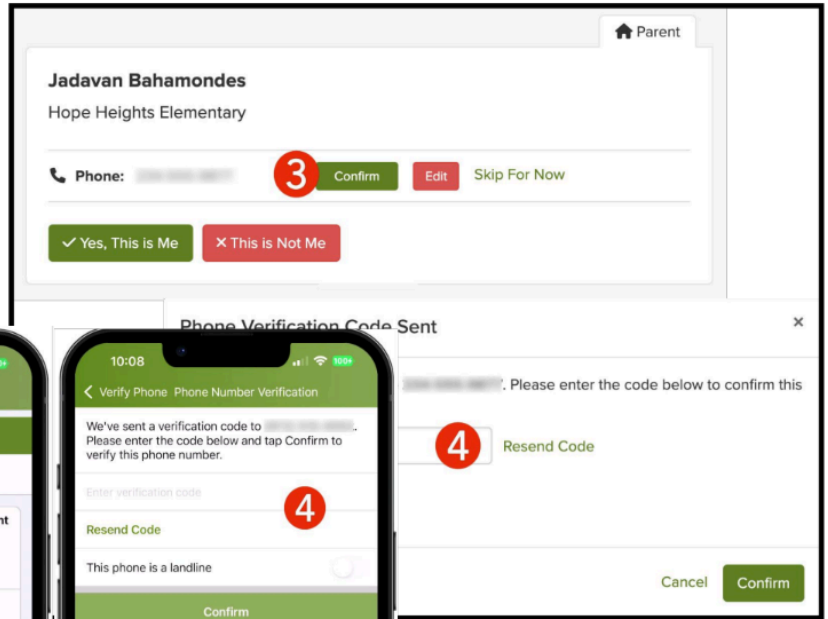 Parent
Jadavan Bahamondes
Hope Heights Elementary
Phone:
3
Confirm
Edit
Skip For Now
Yes, This is Me
This is Not Me
Phone Verification Code Sent
×
. Please enter the code below to confirm this
4
Resend Code
Cancel
Confirm
10:08
100+
Verify Phone Phone Number Verification
We've sent a verification code to .
Please enter the code below and tap Confirm to
verify this phone number.
Enter verification code
4
Resend Code
This phone is a landline
Confirm
nt